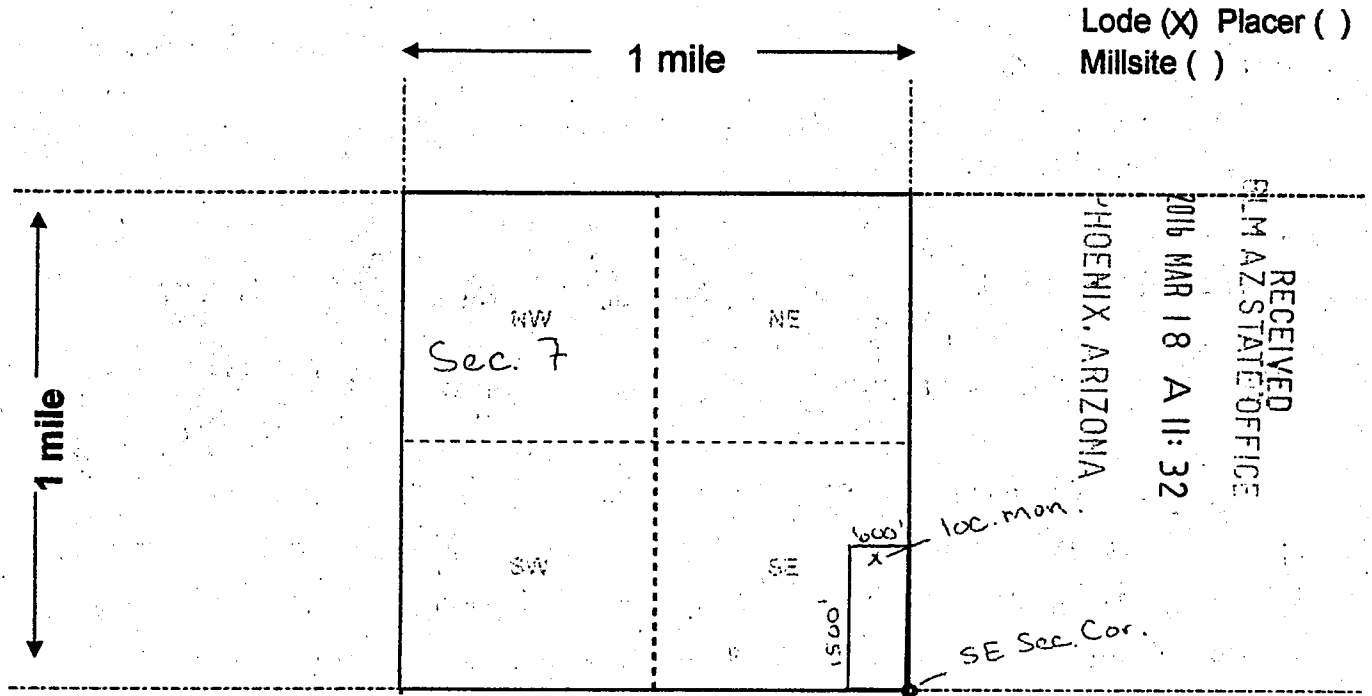 Lode (X) Placer ( )
Millsite ( )
1 mile
1 mile
NW
NE
Sec. 7
SW
SE
600'
X
loc. mon.
1500'
SE Sec. Cor.
RECEIVED
BLM AZ STATE OFFICE
2016 MAR 18 A 11:32
PHOENIX, ARIZONA